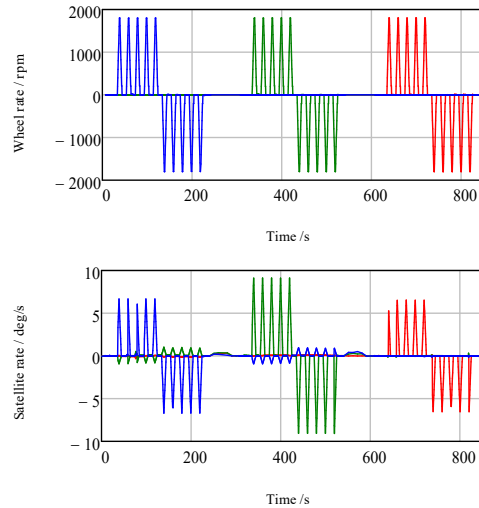 2000
1000
0
− 1000
− 2000
Wheel rate / rpm
0 200 400 600 800
Time /s
10
5
0
− 5
− 10
Satellite rate / deg/s
0 200 400 600 800
Time /s